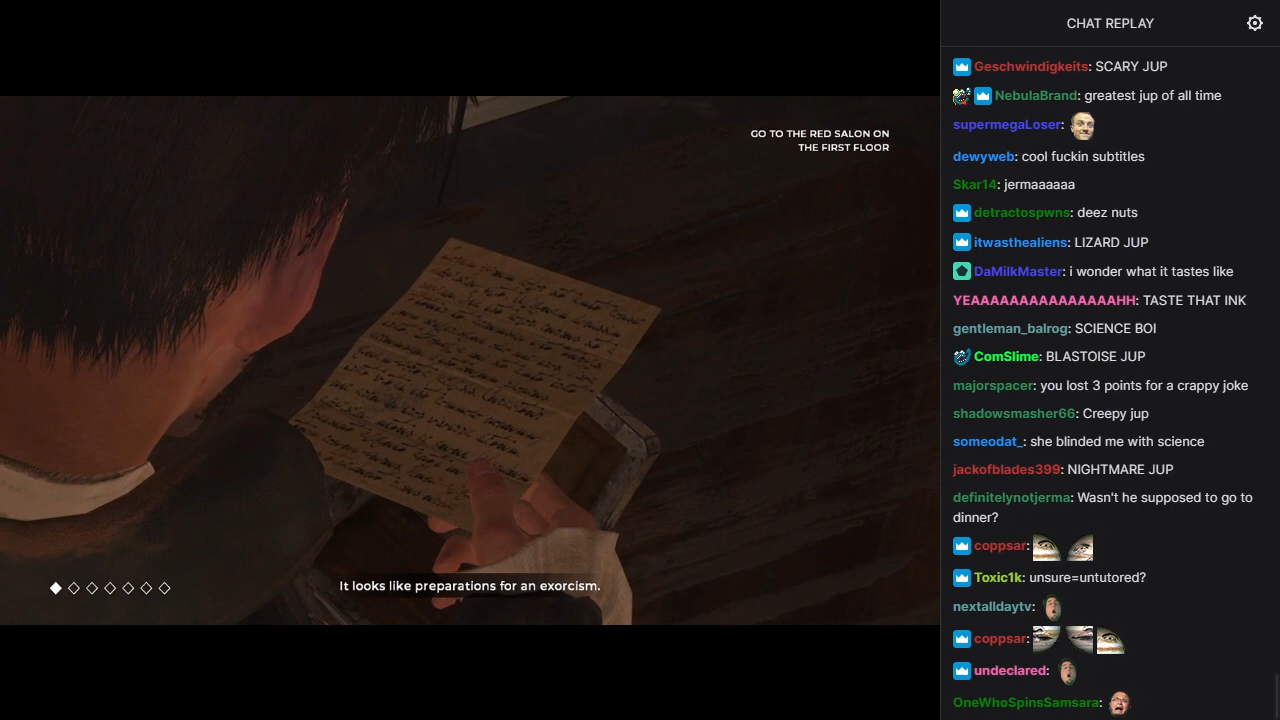 GO TO THE RED SALON ON
THE FIRST FLOOR
It looks like preparations for an exorcism.
CHAT REPLAY
Geschwindigkeits: SCARY JUP
NebulaBrand: greatest jup of all time
supermegaLoser:
dewyweb: cool fuckin subtitles
Skar14: jermaaaaaa
detractospwns: deez nuts
itwasthealiens: LIZARD JUP
DaMilkMaster: i wonder what it tastes like
YEAAAAAAAAAAAAAAAHH: TASTE THAT INK
gentleman_balrog: SCIENCE BOI
ComSlime: BLASTOISE JUP
majorspacer: you lost 3 points for a crappy joke
shadowsmasher66: Creepy jup
someodat_: she blinded me with science
jackofblades399: NIGHTMARE JUP
definitelynotjerma: Wasn't he supposed to go to
dinner?
coppsar:
Toxic1k: unsure=untutored?
nextalldaytv:
coppsar:
undeclared:
OneWhoSpinsSamsara: